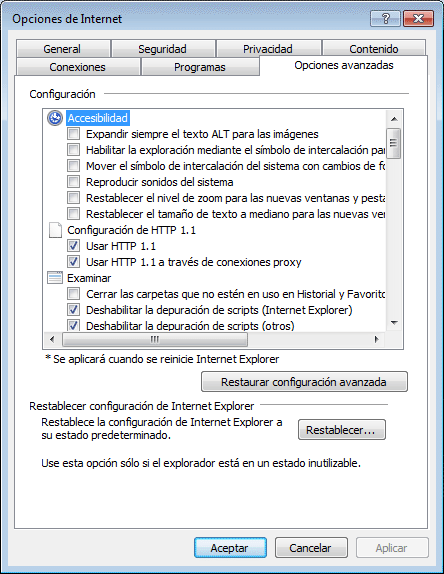 Opciones de Internet
General Seguridad Privacidad Contenido
Conexiones Programas Opciones avanzadas
Configuración
Accesibilidad
Expandir siempre el texto ALT para las imágenes
Habilitar la exploración mediante el símbolo de intercalación pa
Mover el símbolo de intercalación del sistema con cambios de fo
Reproducir sonidos del sistema
Restablecer el nivel de zoom para las nuevas ventanas y pesta
Restablecer el tamaño de texto a mediano para las nuevas ve
Configuración de HTTP 1.1
Usar HTTP 1.1
Usar HTTP 1.1 a través de conexiones proxy
Examinar
Cerrar las carpetas que no estén en uso en Historial y Favorito
Deshabilitar la depuración de scripts (Internet Explorer)
Deshabilitar la depuración de scripts (otros)
* Se aplicará cuando se reinicie Internet Explorer
Restaurar configuración avanzada
Restablecer configuración de Internet Explorer
Restablece la configuración de Internet Explorer a
su estado predeterminado.
Restablecer...
Use esta opción sólo si el explorador está en un estado inutilizable.
Aceptar Cancelar Aplicar